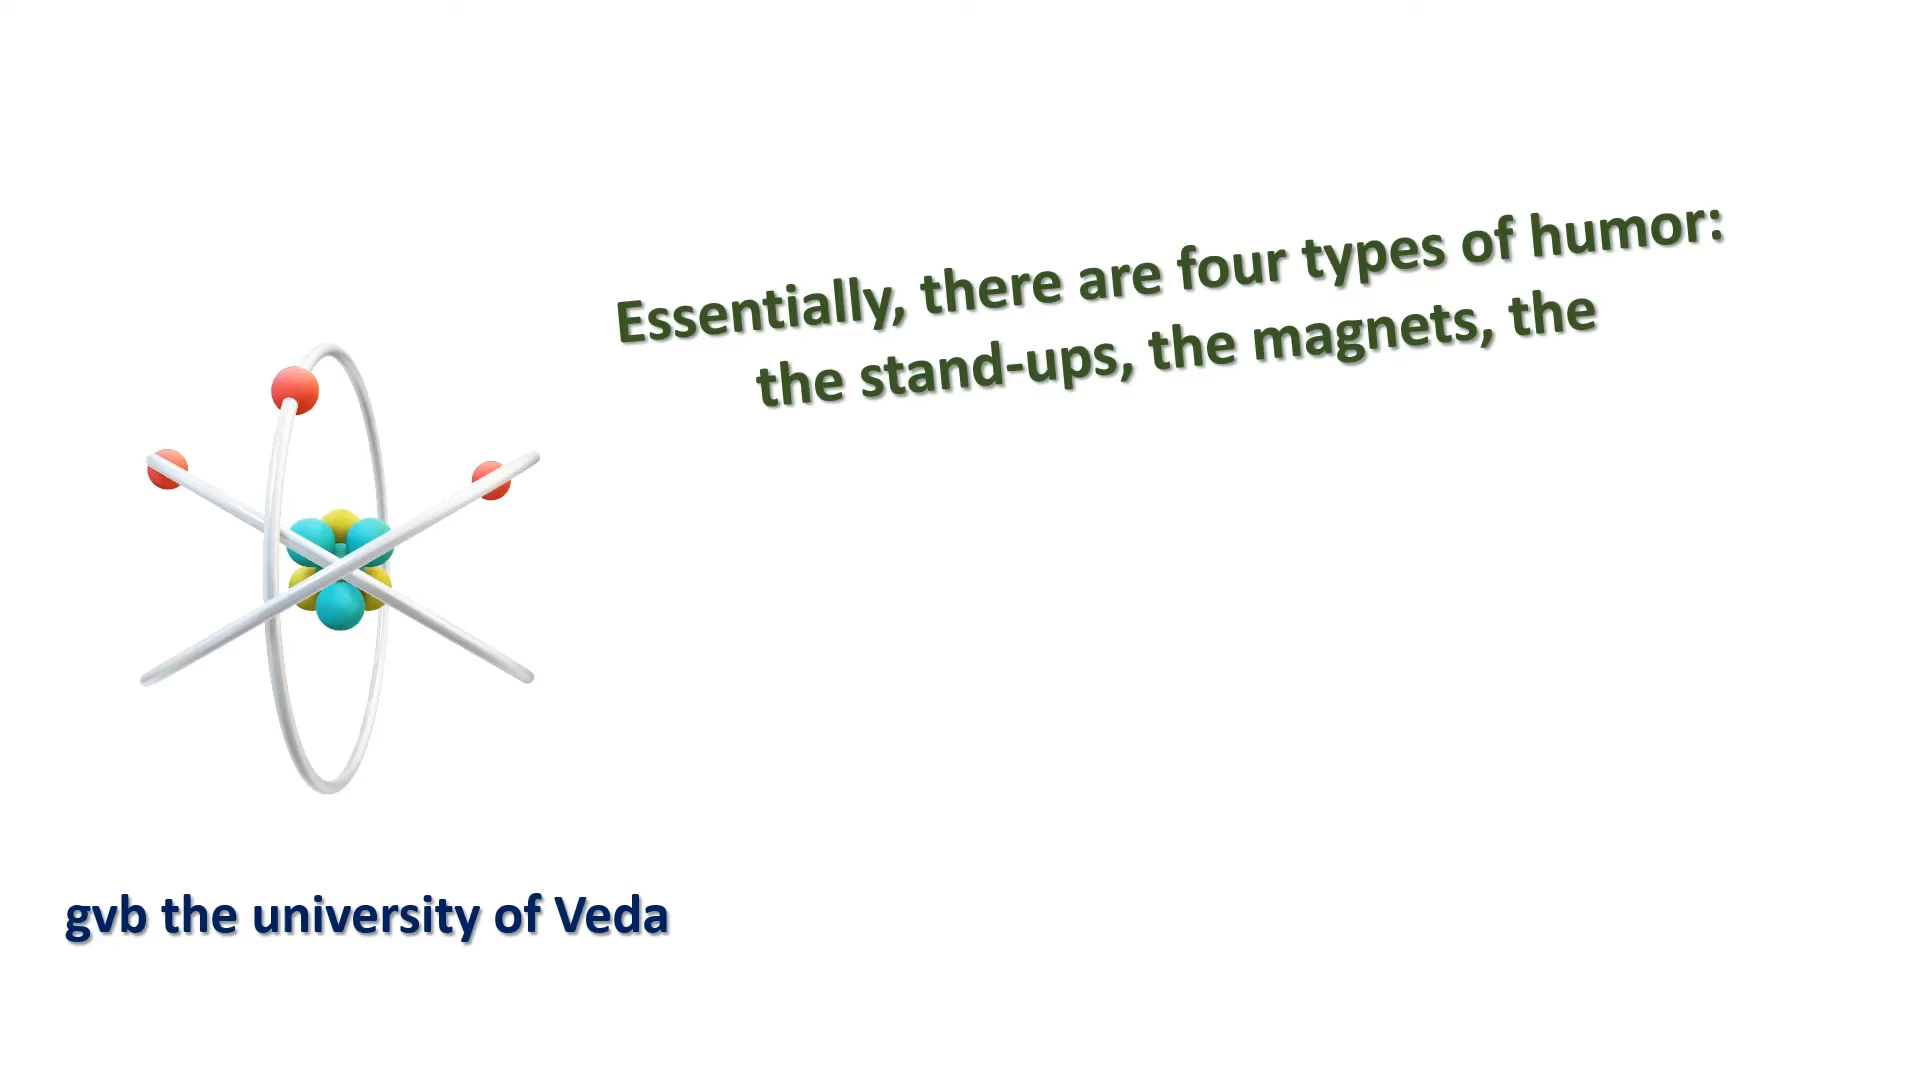 Essentially, there are four types of humor:
the stand-ups, the magnets, the
gvb the university of Veda